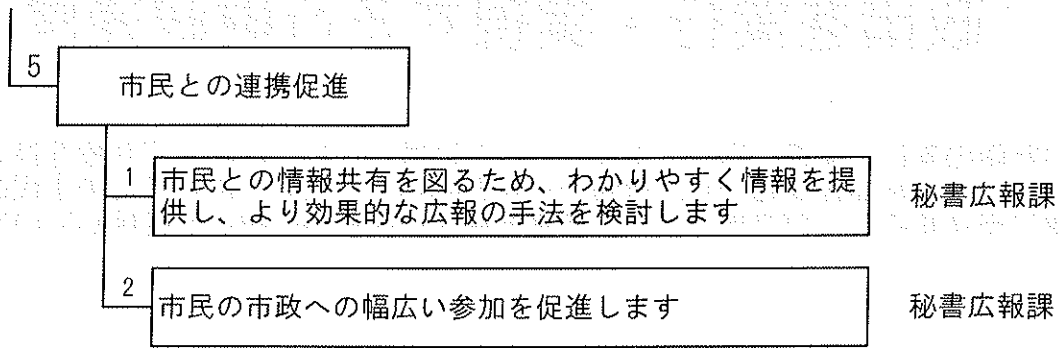 5
市民との連携促進
1
市民との情報共有を図るため、わかりやすく情報を提
供し、より効果的な広報の手法を検討します
秘書広報課
2
市民の市政への幅広い参加を促進します
秘書広報課